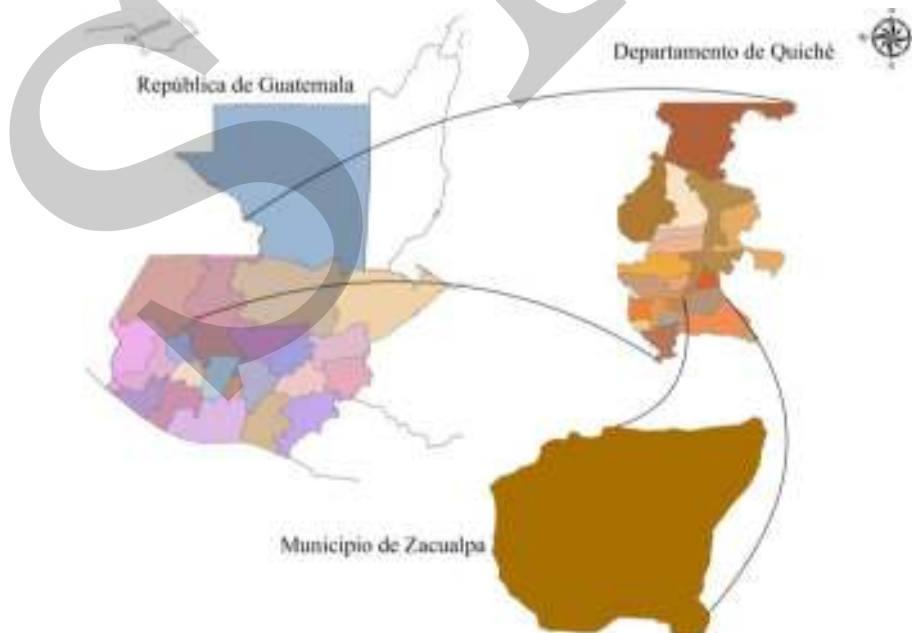 Departamento de Quiché
República de Guatemala
Municipio de Zacualpa